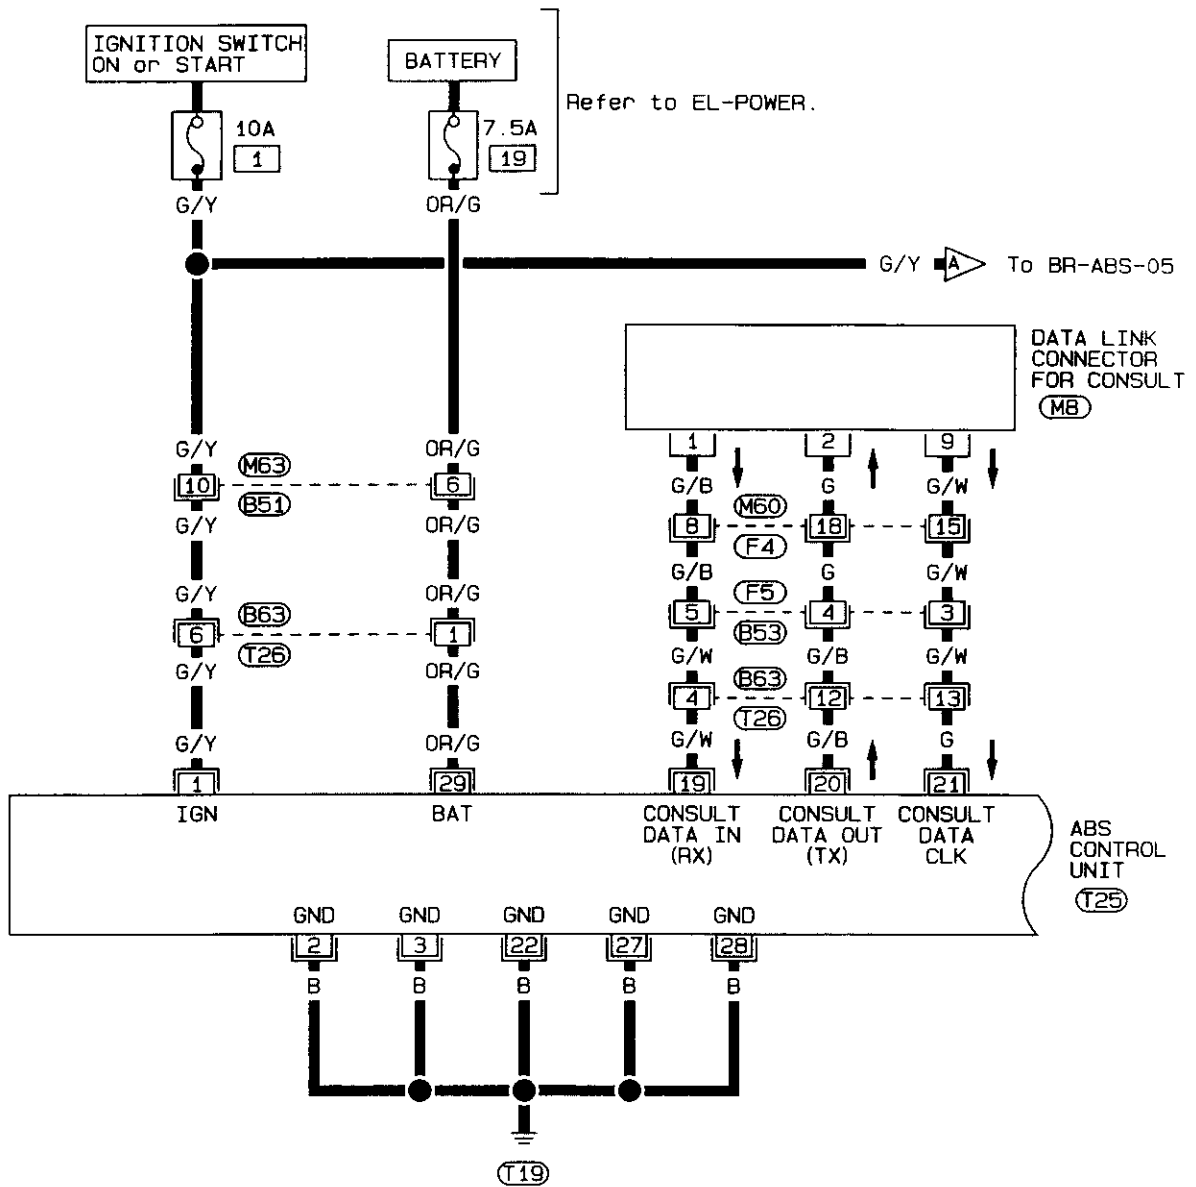 IGNITION SWITCH
ON or START
BATTERY
Refer to EL-POWER.
10A
1
7.5A
19
G/Y
OR/G
G/Y
A
To BR-ABS-05
DATA LINK
CONNECTOR
FOR CONSULT
M8
1
2
9
G/Y
M63
OR/G
10
6
B51
G/Y
OR/G
G/B
G
G/W
M60
8
18
15
F4
G/B
G
G/W
G/Y
OR/G
F5
B63
5
4
3
6
1
B53
T26
G/W
G/B
G/W
G/Y
OR/G
B63
4
12
13
T26
G/Y
OR/G
G/W
G/B
G
1
29
19
20
21
IGN
BAT
CONSULT
DATA IN
(RX)
CONSULT
DATA OUT
(TX)
CONSULT
DATA
CLK
ABS
CONTROL
UNIT
T25
GND
GND
GND
GND
GND
2
3
22
27
28
B
B
B
B
B
T19